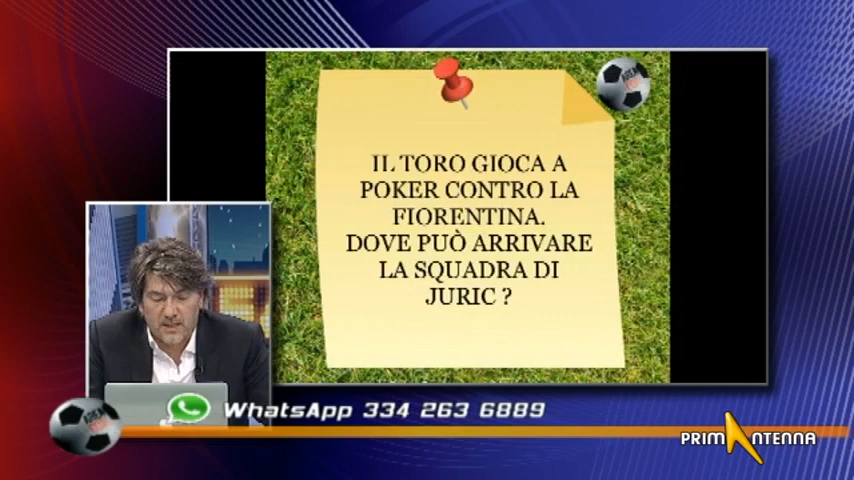 IL TORO GIOCA A
POKER CONTRO LA
FIORENTINA.
DOVE PUÒ ARRIVARE
LA SQUADRA DI
JURIC ?
WhatsApp 334 263 6889
PRIMANTENNA